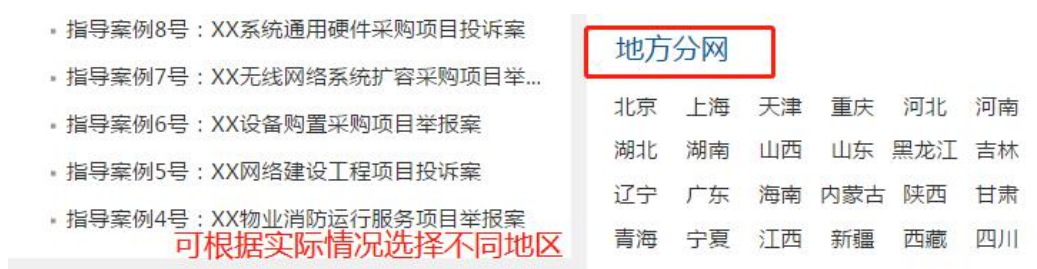 指导案例8号：XX系统通用硬件采购项目投诉案
指导案例7号：XX无线网络系统扩容采购项目举...
指导案例6号：XX设备购置采购项目举报案
指导案例5号：XX网络建设工程项目投诉案
指导案例4号：XX物业消防运行服务项目举报案
可根据实际情况选择不同地区
地方分网
北京 上海 天津 重庆 河北 河南
湖北 湖南 山西 山东 黑龙江 吉林
辽宁 广东 海南 内蒙古 陕西 甘肃
青海 宁夏 江西 新疆 西藏 四川